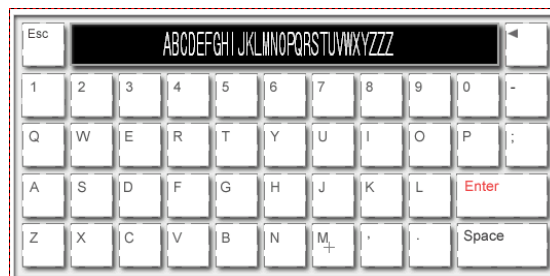 Esc ABCDEFGHIJKLMNOPQRSTUVWXYZZZ ◄
1 2 3 4 5 6 7 8 9 0 -
Q W E R T Y U I O P ;
A S D F G H J K L Enter
Z X C V B N M , . Space